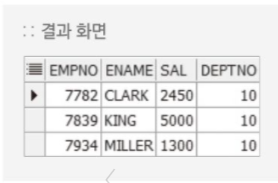 :: 결과 화면
EMPNO ENAME SAL DEPTNO
7782 CLARK 2450 10
7839 KING 5000 10
7934 MILLER 1300 10